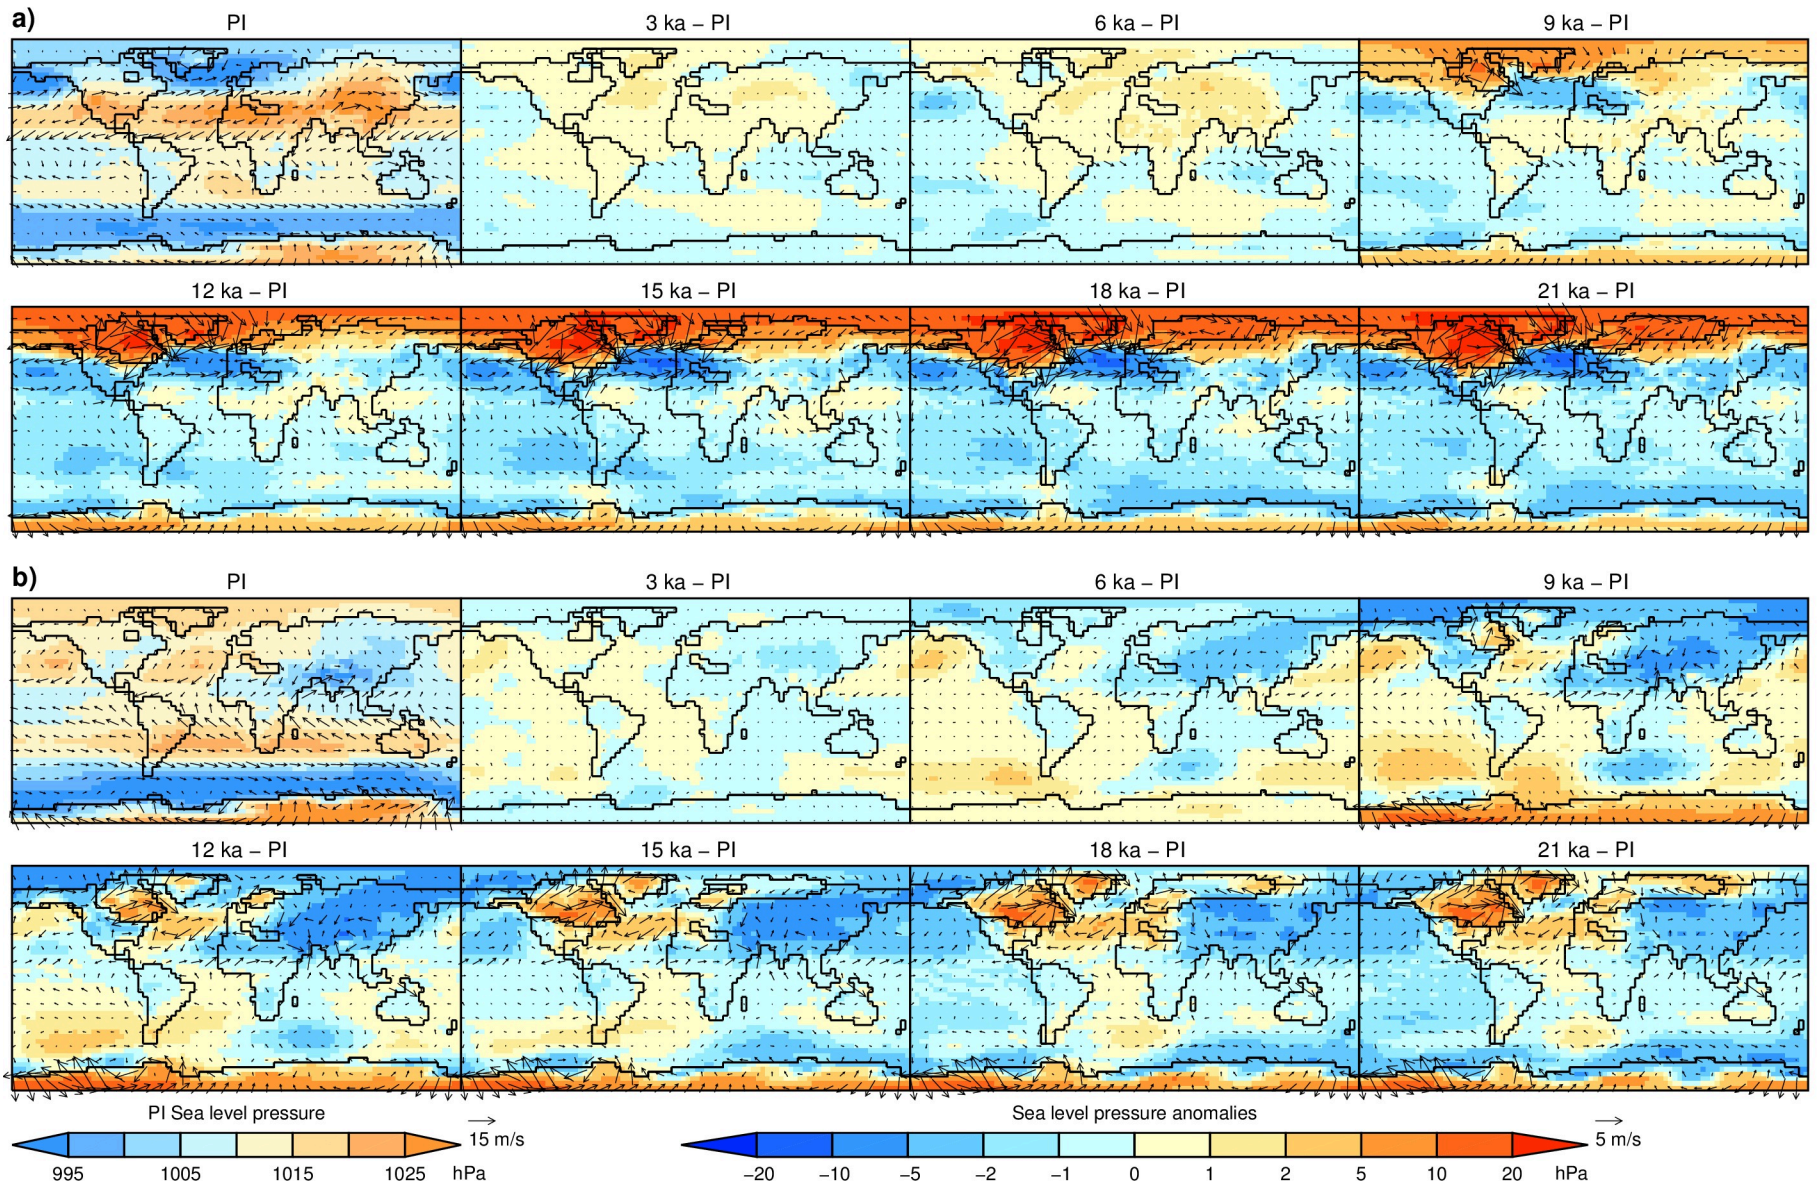 a)
PI
3 ka − PI
6 ka − PI
9 ka − PI
12 ka − PI
15 ka − PI
18 ka − PI
21 ka − PI
b)
PI
3 ka − PI
6 ka − PI
9 ka − PI
12 ka − PI
15 ka − PI
18 ka − PI
21 ka − PI
PI Sea level pressure
15 m/s
995 1005 1015 1025 hPa
Sea level pressure anomalies
5 m/s
−20 −10 −5 −2 −1 0 1 2 5 10 20 hPa